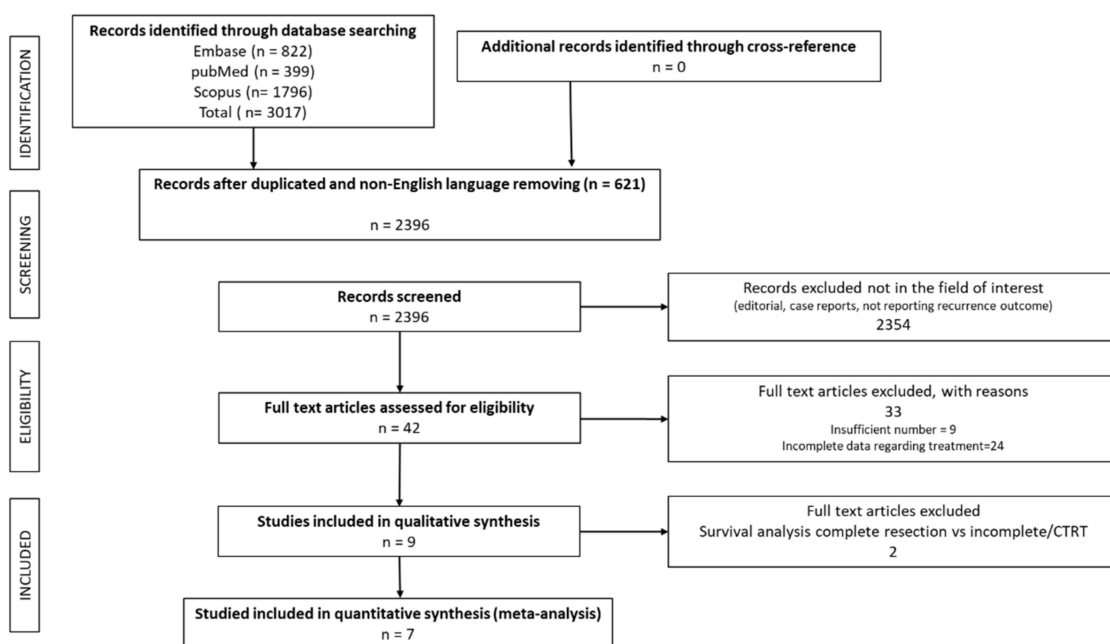 IDENTIFICATION
Records identified through database searching
Embase (n = 822)
pubMed (n = 399)
Scopus (n = 1796)
Total ( n= 3017)
Additional records identified through cross-reference
n = 0
Records after duplicated and non-English language removing (n = 621)
n = 2396
SCREENING
Records screened
n = 2396
Records excluded not in the field of interest
(editorial, case reports, not reporting recurrence outcome)
2354
ELIGIBILITY
Full text articles assessed for eligibility
n = 42
Full text articles excluded, with reasons
33
Insufficient number = 9
Incomplete data regarding treatment=24
INCLUDED
Studies included in qualitative synthesis
n = 9
Full text articles excluded
Survival analysis complete resection vs incomplete/CTRT
2
Studied included in quantitative synthesis (meta-analysis)
n = 7